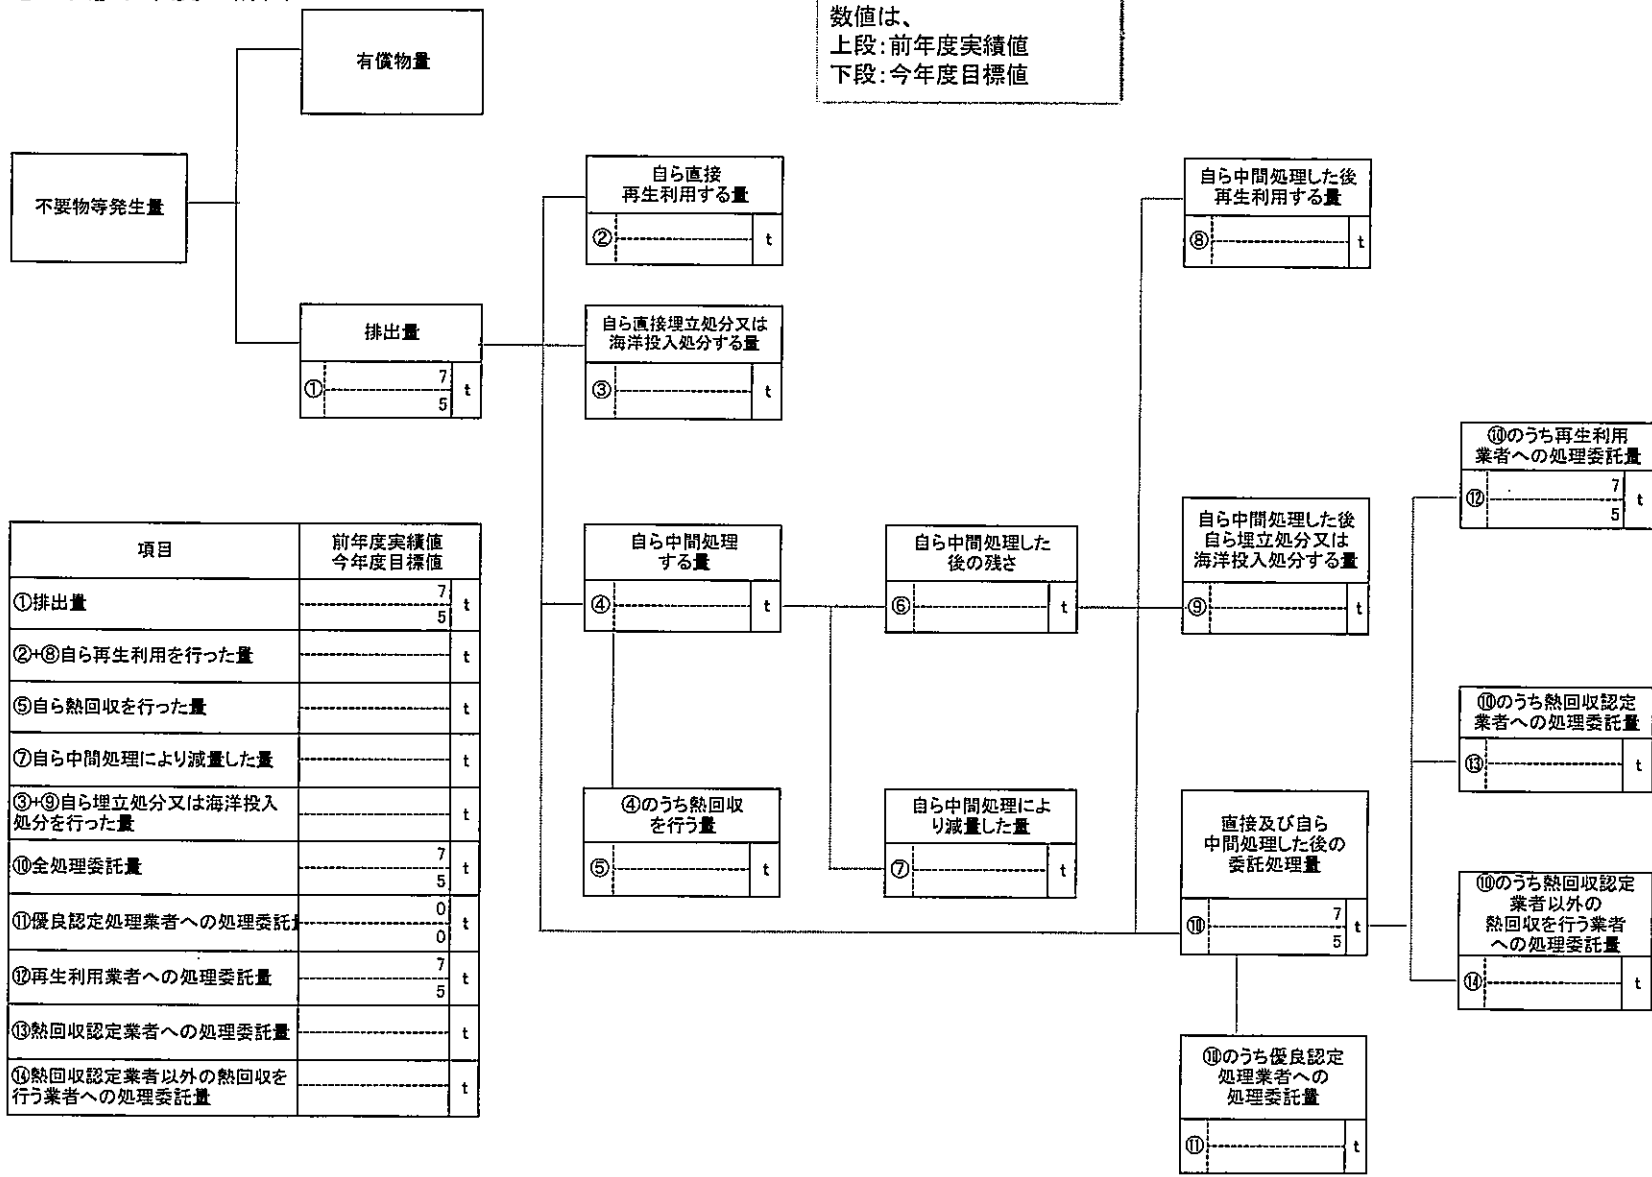 数値は、
上段：前年度実績値
下段：今年度目標値
有償物量
不要物等発生量
排出量
① 7 t
5
自ら直接
再生利用する量
② t
自ら直接埋立処分又は
海洋投入処分する量
③ t
自ら中間処理した後
再生利用する量
⑧ t
自ら中間処理
する量
④ t
自ら中間処理した
後の残さ
⑥ t
自ら中間処理した後
自ら埋立処分又は
海洋投入処分する量
⑨ t
⑩のうち再生利用
業者への処理委託量
⑫ 7 t
5
④のうち熱回収
を行う量
⑤ t
自ら中間処理によ
り減量した量
⑦ t
直接及び自ら
中間処理した後の
委託処理量
⑩ 7 t
5
⑩のうち熱回収認定
業者への処理委託量
⑬ t
⑩のうち熱回収認定
業者以外の
熱回収を行う業者
への処理委託量
⑭ t
⑩のうち優良認定
処理業者への
処理委託量
⑪ t
項目
前年度実績値
今年度目標値
①排出量 7 t
5
②+⑧自ら再生利用を行った量 t
⑤自ら熱回収を行った量 t
⑦自ら中間処理により減量した量 t
③+⑨自ら埋立処分又は海洋投入
処分を行った量 t
⑩全処理委託量 7 t
5
⑪優良認定処理業者への処理委託 0 t
0
⑫再生利用業者への処理委託量 7 t
5
⑬熱回収認定業者への処理委託量 t
⑭熱回収認定業者以外の熱回収を
行う業者への処理委託量 t